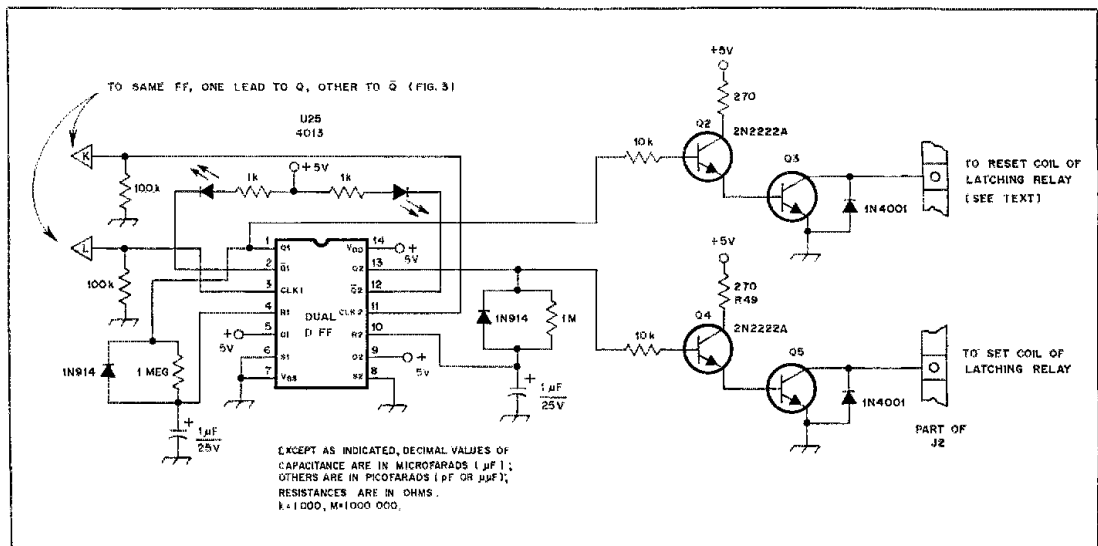 TO SAME FF, ONE LEAD TO Q, OTHER TO Q̄ (FIG. 3)
U25
4013
K
L
100k
100k
+5V
1k
1k
1 Q1
2 Q̄1
3 CLK1
4 R1
5 D1
6 S1
7 VSS
DUAL
D FF
VDD 14
Q2 13
Q̄2 12
CLK2 11
R2 10
D2 9
S2 8
+
5V
+
5V
+
5V
1N914
1 MEG
+
1µF
25V
1N914
1M
+
1µF
25V
+5V
270
Q2
2N2222A
10k
Q3
1N4001
TO RESET COIL OF
LATCHING RELAY
(SEE TEXT)
+5V
270
R49
Q4
2N2222A
10k
Q5
1N4001
TO SET COIL OF
LATCHING RELAY
PART OF
J2
EXCEPT AS INDICATED, DECIMAL VALUES OF
CAPACITANCE ARE IN MICROFARADS (µF);
OTHERS ARE IN PICOFARADS (pF OR µµF);
RESISTANCES ARE IN OHMS.
k=1000, M=1000 000.